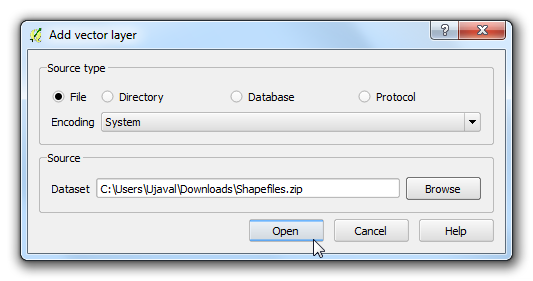 Add vector layer
?
Source type
File Directory Database Protocol
Encoding System
Source
Dataset C:\Users\Ujaval\Downloads\Shapefiles.zip Browse
Open Cancel Help